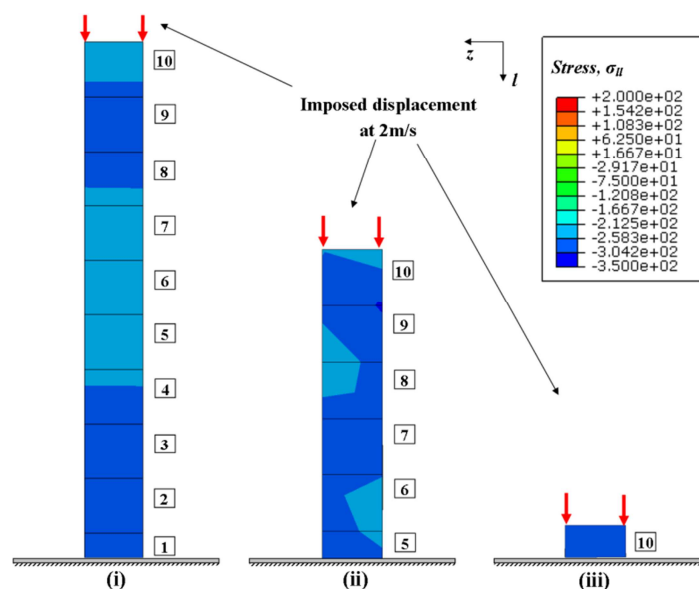 z
l
Imposed displacement
at 2m/s
Stress, σll
+2.000e+02
+1.542e+02
+1.083e+02
+6.250e+01
+1.667e+01
-2.917e+01
-7.500e+01
-1.208e+02
-1.667e+02
-2.125e+02
-2.583e+02
-3.042e+02
-3.500e+02
10
9
8
7
6
5
4
3
2
1
(i)
10
9
8
7
6
5
(ii)
10
(iii)